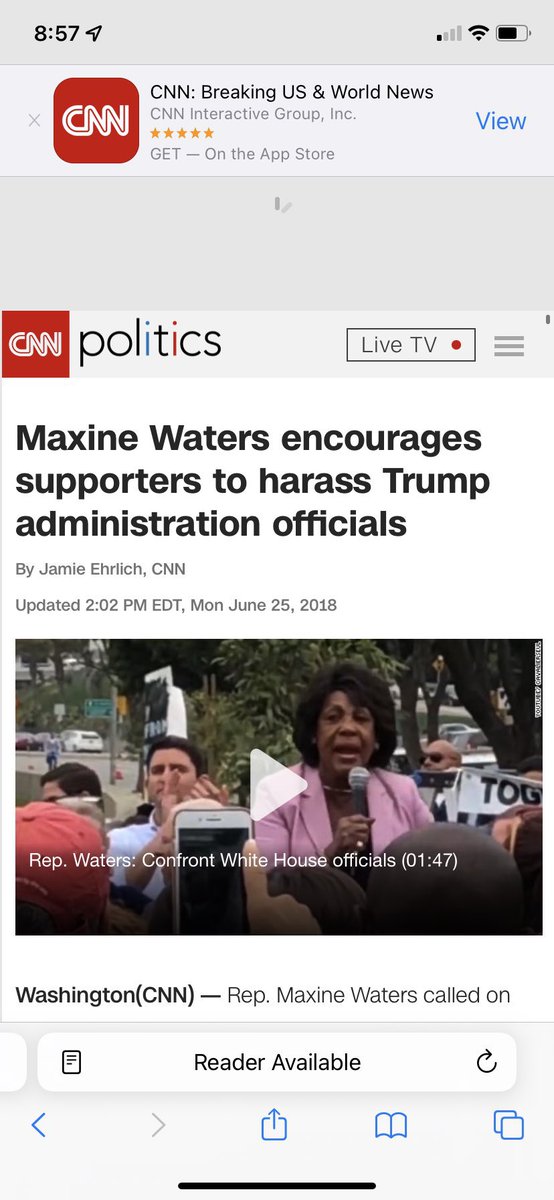 8:57
CNN: Breaking US & World News
CNN
CNN Interactive Group, Inc.
View
GET — On the App Store
CNN politics
Live TV
Maxine Waters encourages
supporters to harass Trump
administration officials
By Jamie Ehrlich, CNN
Updated 2:02 PM EDT, Mon June 25, 2018
TOG
Rep. Waters: Confront White House officials (01:47)
Washington(CNN) — Rep. Maxine Waters called on
Reader Available